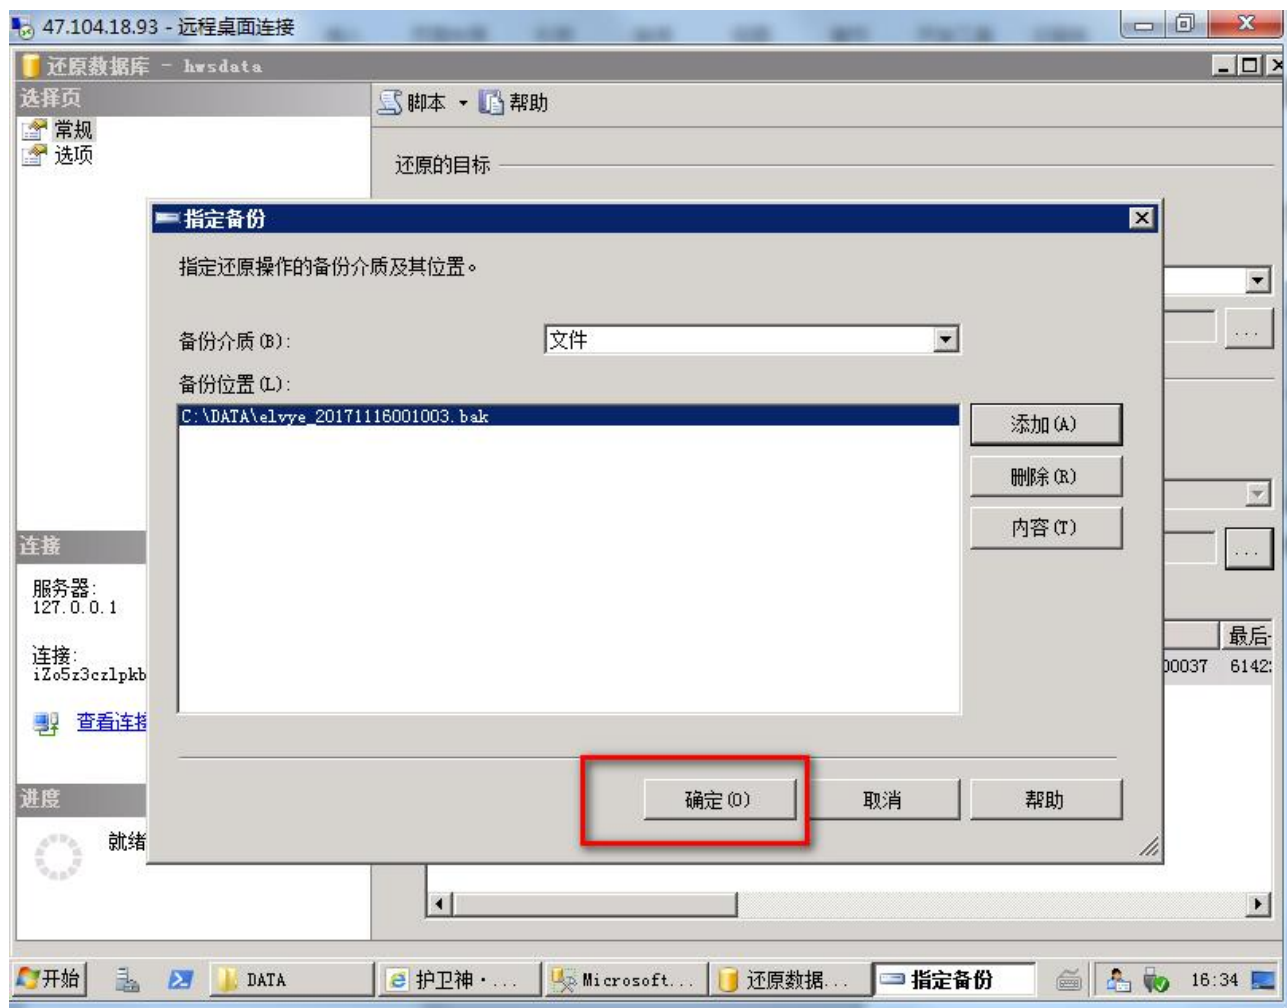 47.104.18.93 - 远程桌面连接
还原数据库 - hwsdata
选择页
脚本 帮助
常规
选项
还原的目标
指定备份
指定还原操作的备份介质及其位置。
备份介质(B):
文件
备份位置(L):
C:\DATA\elvye_20171116001003.bak
添加(A)
删除(R)
内容(T)
连接
服务器:
127.0.0.1
连接:
iZo5z3czlpkb
查看连接
最后
00037 6142
进度
就绪
确定(O)
取消
帮助
开始
DATA
护卫神·...
Microsoft...
还原数据...
指定备份
16:34